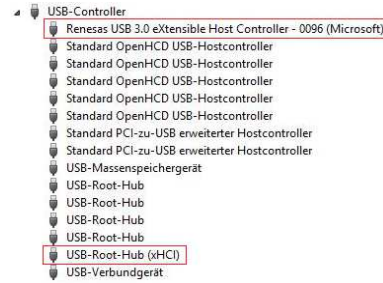 USB-Controller
Renesas USB 3.0 eXtensible Host Controller - 0096 (Microsoft)
Standard OpenHCD USB-Hostcontroller
Standard OpenHCD USB-Hostcontroller
Standard OpenHCD USB-Hostcontroller
Standard OpenHCD USB-Hostcontroller
Standard OpenHCD USB-Hostcontroller
Standard PCI-zu-USB erweiterter Hostcontroller
Standard PCI-zu-USB erweiterter Hostcontroller
USB-Massenspeichergerät
USB-Root-Hub
USB-Root-Hub
USB-Root-Hub
USB-Root-Hub
USB-Root-Hub (xHCI)
USB-Verbundgerät